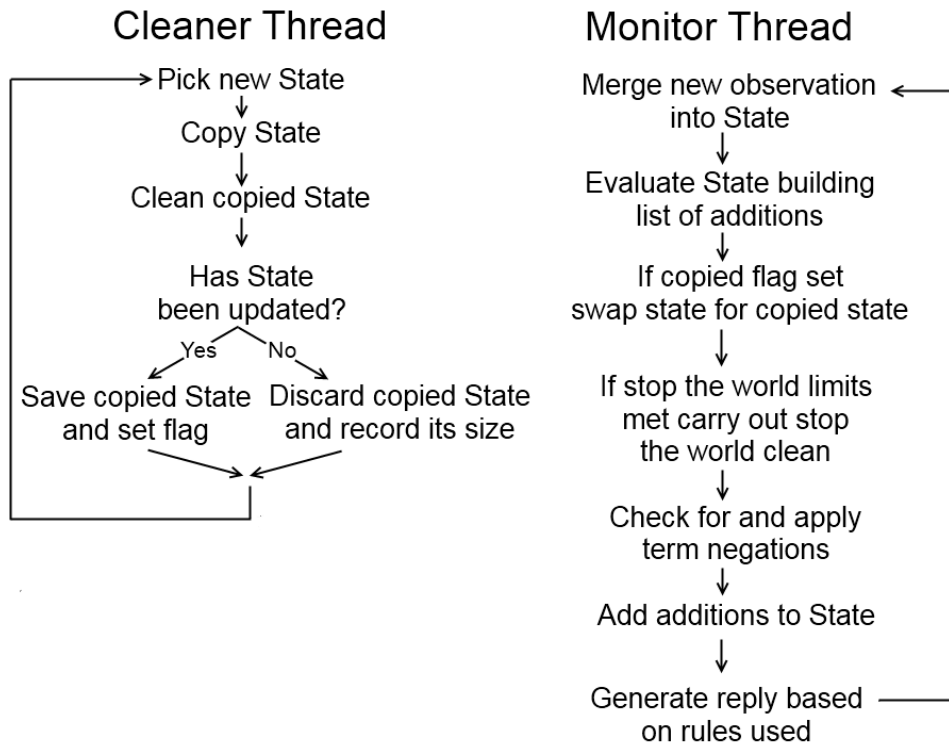 Cleaner Thread
Pick new State
Copy State
Clean copied State
Has State
been updated?
Yes
No
Save copied State
and set flag
Discard copied State
and record its size
Monitor Thread
Merge new observation
into State
Evaluate State building
list of additions
If copied flag set
swap state for copied state
If stop the world limits
met carry out stop
the world clean
Check for and apply
term negations
Add additions to State
Generate reply based
on rules used